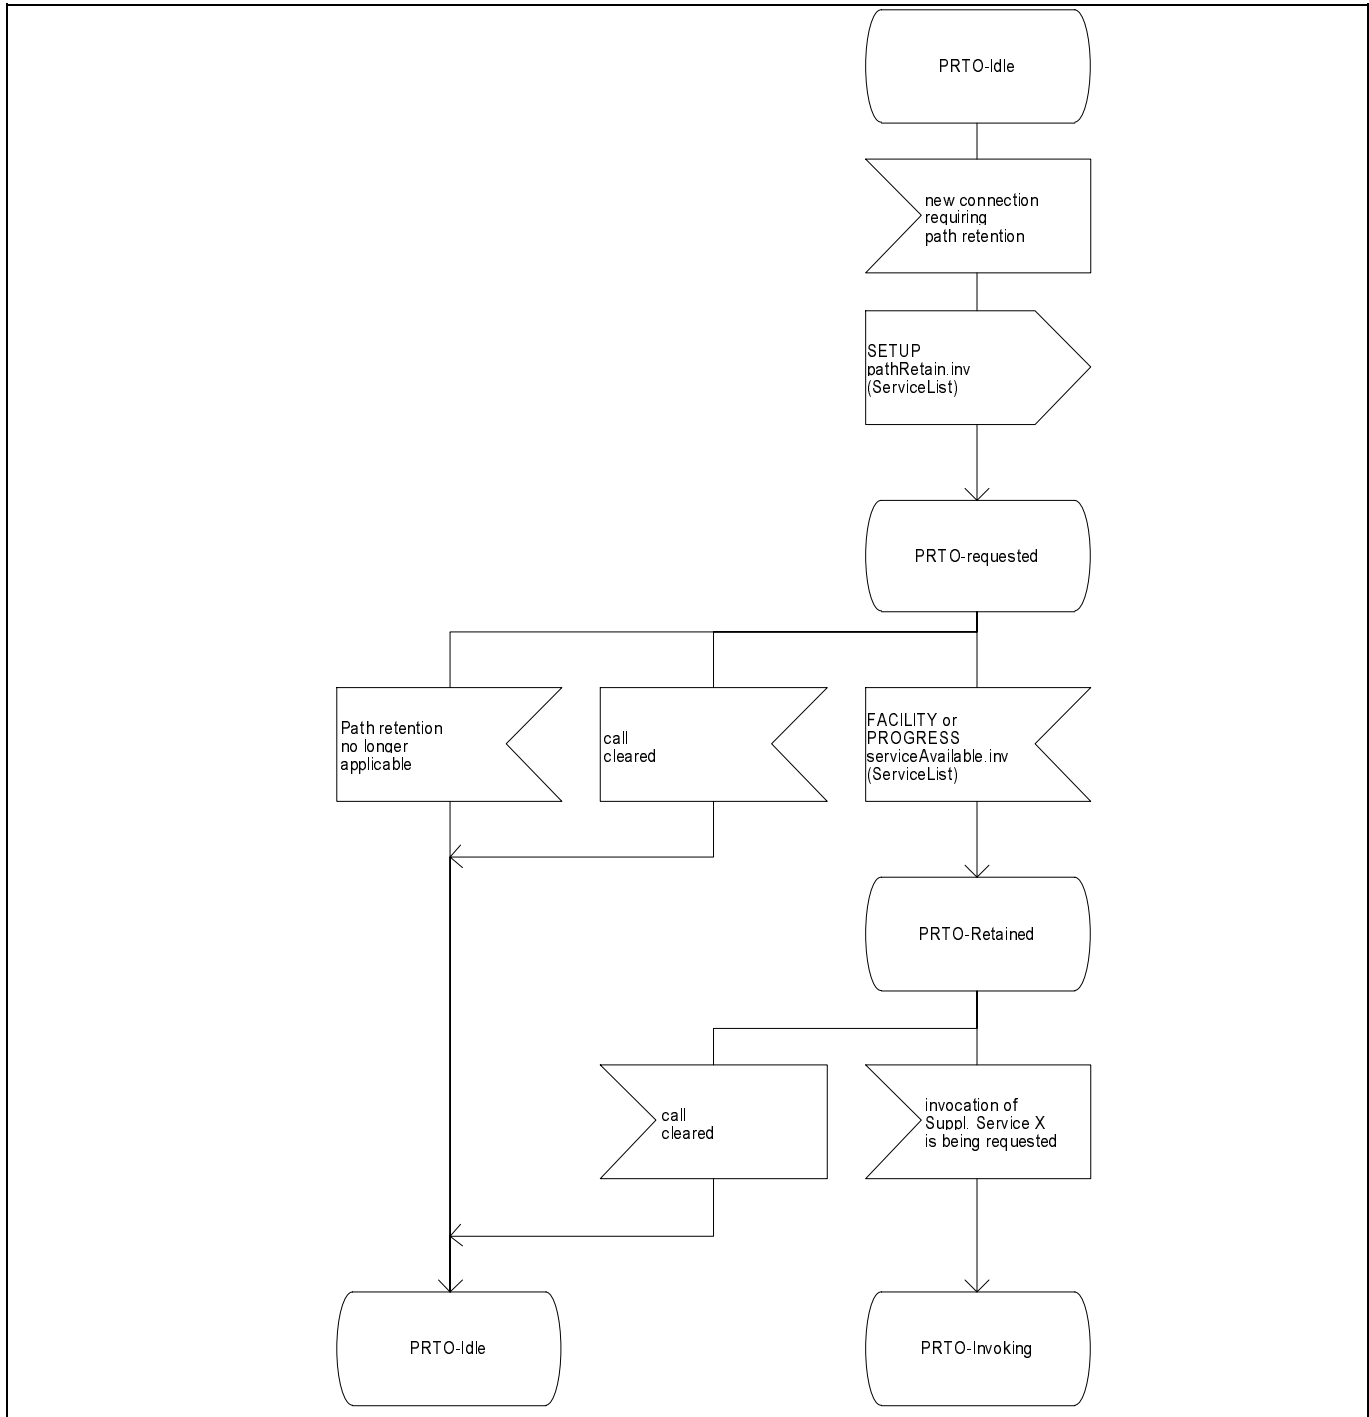 PRTO-Idle
new connection
requiring
path retention
SETUP
pathRetain.inv
(ServiceList)
PRTO-requested
Path retention
no longer
applicable
call
cleared
FACILITY or
PROGRESS
serviceAvailable.inv
(ServiceList)
PRTO-Retained
call
cleared
invocation of
Suppl. Service X
is being requested
PRTO-Idle
PRTO-Invoking